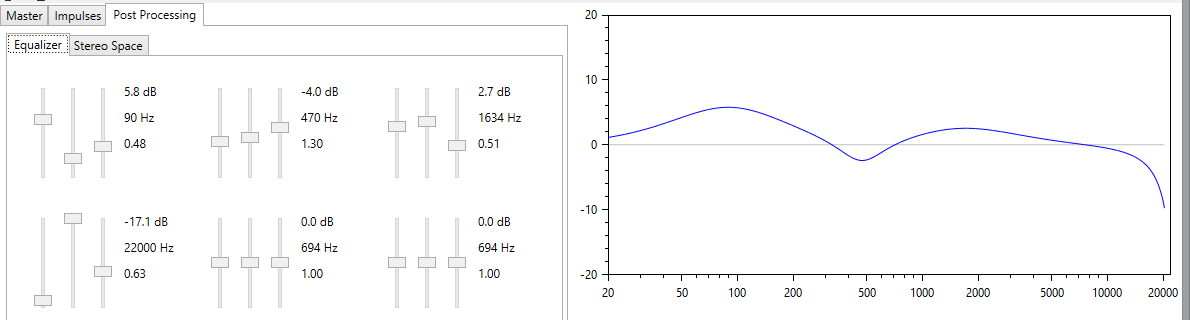 Master Impulses Post Processing
Equalizer Stereo Space
5.8 dB
90 Hz
0.48
-4.0 dB
470 Hz
1.30
2.7 dB
1634 Hz
0.51
-17.1 dB
22000 Hz
0.63
0.0 dB
694 Hz
1.00
0.0 dB
694 Hz
1.00
20
10
0
-10
-20
20 50 100 200 500 1000 2000 5000 10000 20000